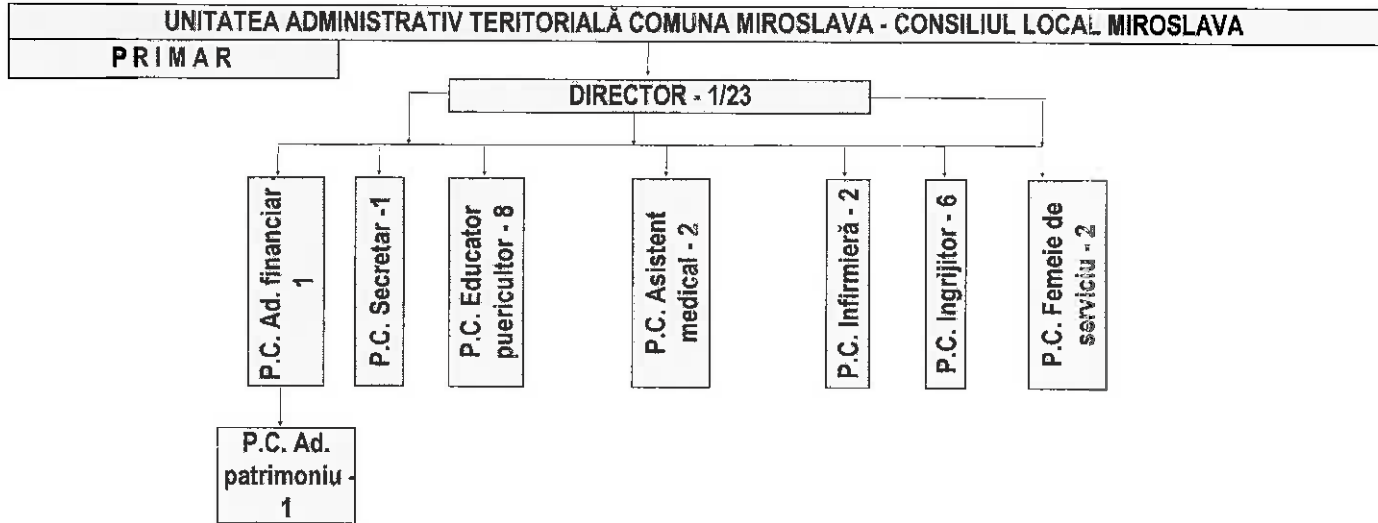 UNITATEA ADMINISTRATIV TERITORIALĂ COMUNA MIROSLAVA - CONSILIUL LOCAL MIROSLAVA
PRIMAR
DIRECTOR - 1/23
P.C. Ad. financiar
1
P.C. Secretar -1
P.C. Educator
puericultor - 8
P.C. Asistent
medical - 2
P.C. Infirmieră - 2
P.C. Ingrijitor - 6
P.C. Femeie de
serviciu - 2
P.C. Ad.
patrimoniu -
1